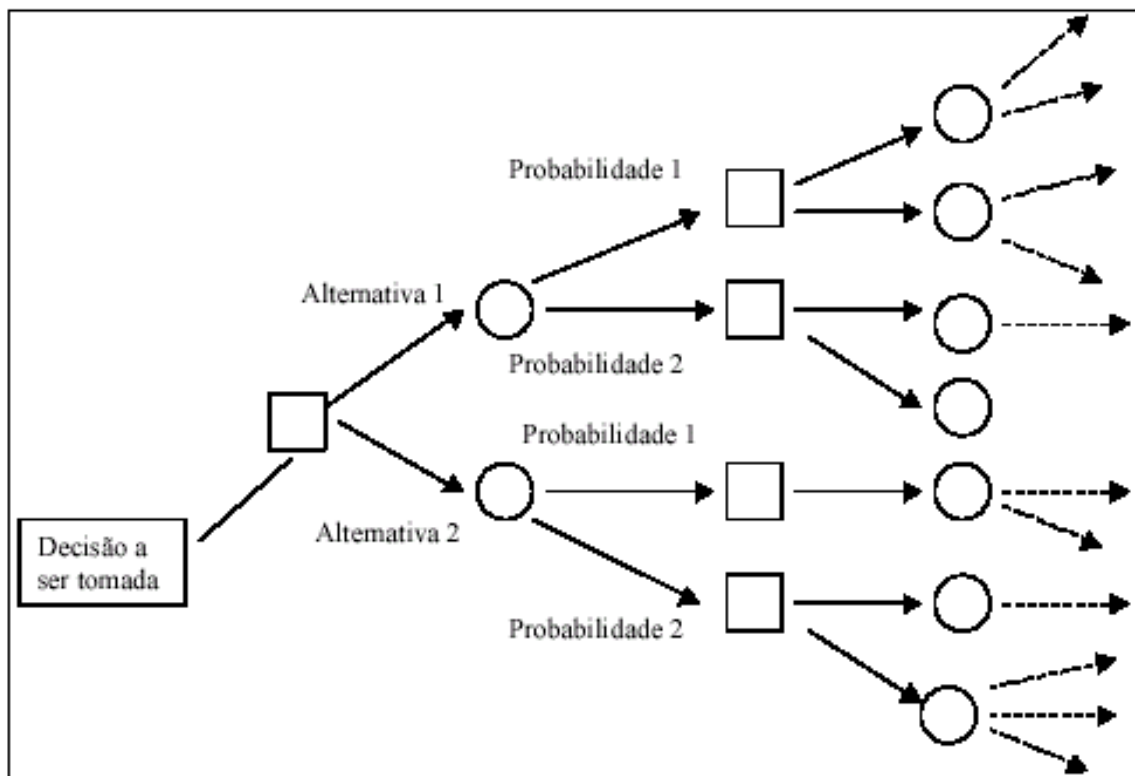 Probabilidade 1
Alternativa 1
Probabilidade 2
Probabilidade 1
Alternativa 2
Decisão a
ser tomada
Probabilidade 2